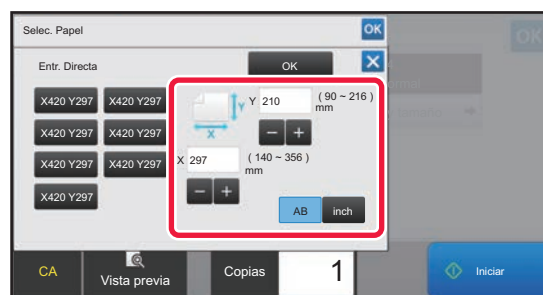 Selec. Papel
OK
OK
Entr. Directa
OK
X420 Y297
X420 Y297
Y
Y 210
( 90 ~ 216 )
mm
X
X420 Y297
X420 Y297
X 297
( 140 ~ 356 )
mm
X420 Y297
X420 Y297
X420 Y297
AB
inch
CA
Vista previa
Copias
1
Iniciar